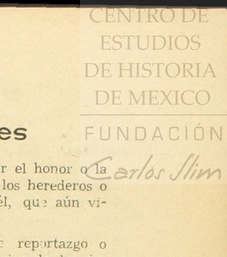 CENTRO DE
ESTUDIOS
DE HISTORIA
DE MEXICO
FUNDACIÓN
Carlos Slim
es
r el honor o la
los herederos o
él, que aún vi-
reportazgo o